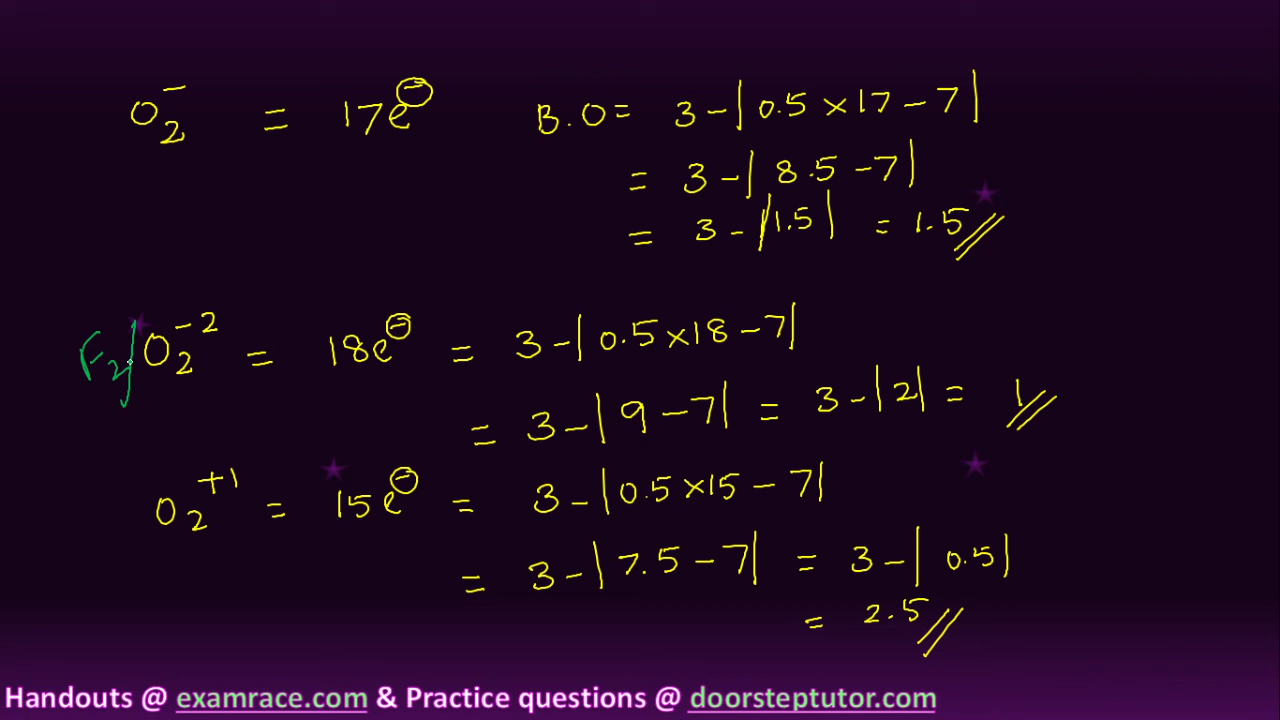 O₂⁻ = 17e⊖ B.O = 3-|0.5×17-7|
= 3-|8.5-7|
= 3-|1.5| = 1.5//
F₂/O₂⁻² = 18e⊖ = 3-|0.5×18-7|
= 3-|9-7| = 3-|2| = 1//
O₂⁺¹ = 15e⊖ = 3-|0.5×15-7|
= 3-|7.5-7| = 3-|0.5|
= 2.5//
Handouts @ examrace.com & Practice questions @ doorsteptutor.com